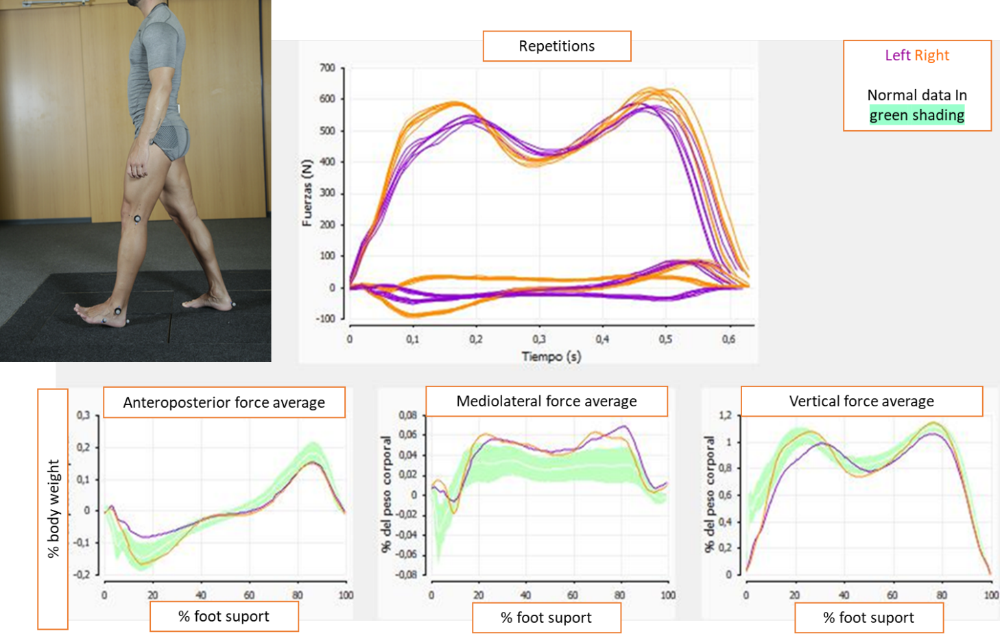 Repetitions
Left Right
Normal data In
green shading
700
600
500
400
300
200
100
0
-100
Fuerzas (N)
0 0,1 0,2 0,3 0,4 0,5 0,6
Tiempo (s)
Anteroposterior force average
% body weight
0,3
0,2
0,1
0
-0,1
-0,2
0 20 40 60 80 100
% foot suport
Mediolateral force average
% del peso corporal
0,08
0,06
0,04
0,02
0
-0,02
-0,04
-0,06
-0,08
0 20 40 60 80 100
% foot suport
Vertical force average
% del peso corporal
1,2
1
0,8
0,6
0,4
0,2
0
0 20 40 60 80 100
% foot suport